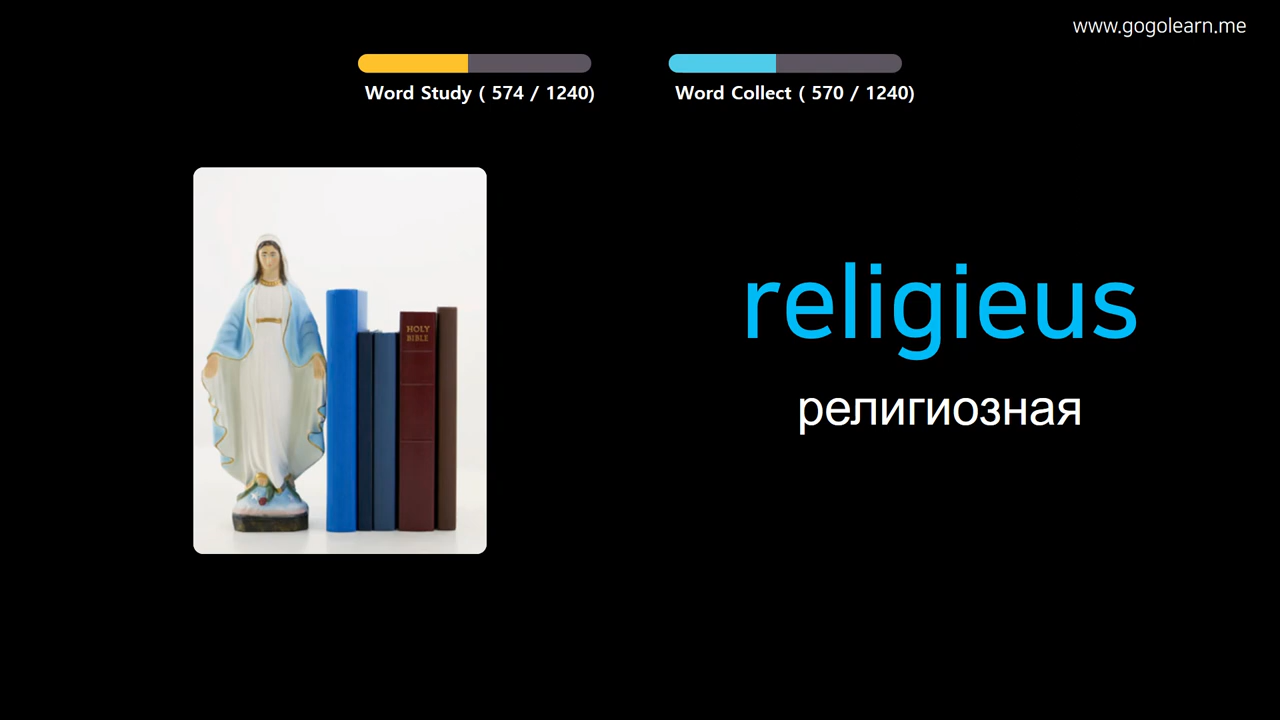 www.gogolearn.me
Word Study ( 574 / 1240)
Word Collect ( 570 / 1240)
HOLY
BIBLE
religieus
религиозная